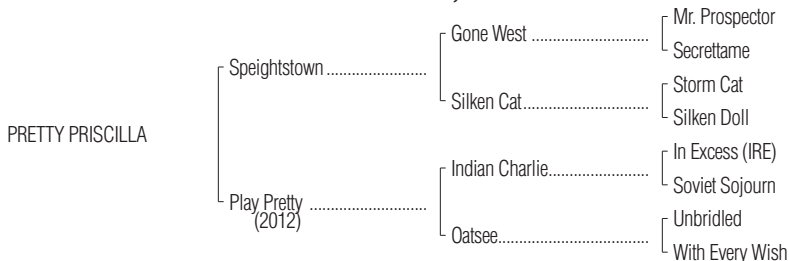 Mr. Prospector
Gone West ........................................
Secrettame
Speightstown .........................
Storm Cat
Silken Cat...........................................
Silken Doll
PRETTY PRISCILLA
In Excess (IRE)
Indian Charlie...................................
Soviet Sojourn
Play Pretty .............................
(2012)
Unbridled
Oatsee................................................
With Every Wish